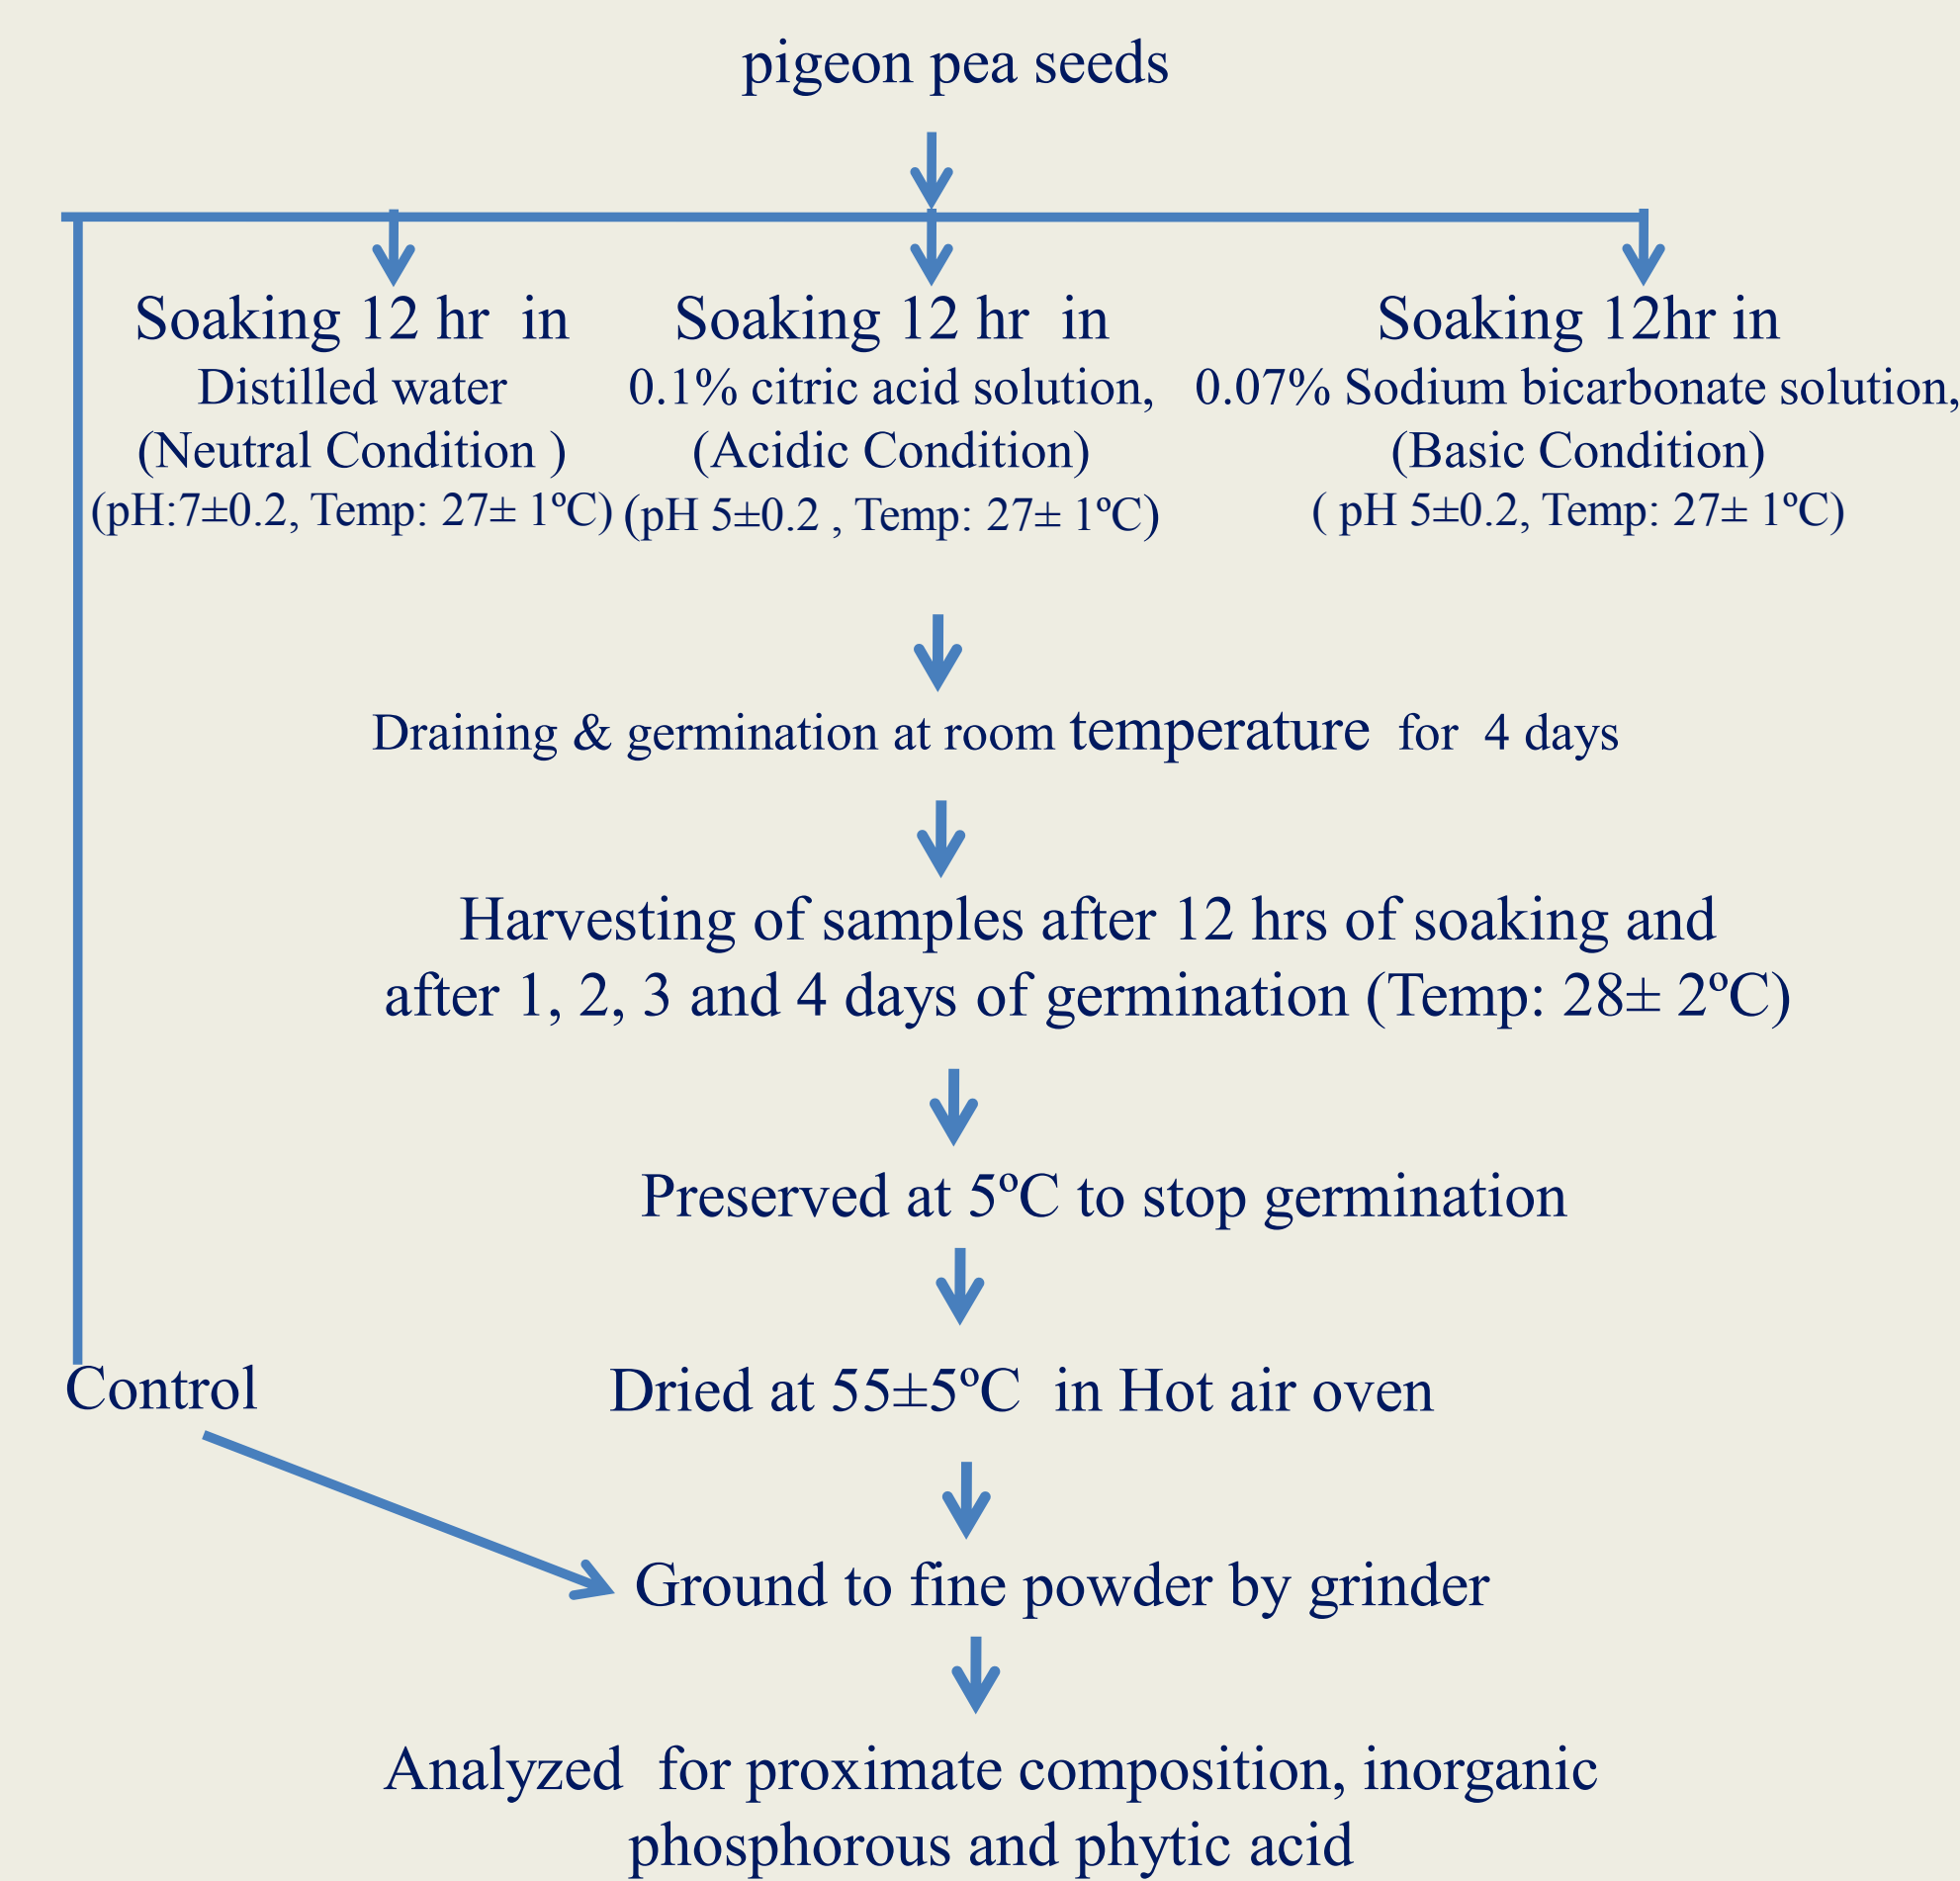 pigeon pea seeds
Soaking 12 hr in
Distilled water
(Neutral Condition )
(pH:7±0.2, Temp: 27± 1ºC)
Soaking 12 hr in
0.1% citric acid solution,
(Acidic Condition)
(pH 5±0.2 , Temp: 27± 1ºC)
Soaking 12hr in
0.07% Sodium bicarbonate solution,
(Basic Condition)
( pH 5±0.2, Temp: 27± 1ºC)
Draining & germination at room temperature for 4 days
Harvesting of samples after 12 hrs of soaking and
after 1, 2, 3 and 4 days of germination (Temp: 28± 2ºC)
Preserved at 5ºC to stop germination
Control
Dried at 55±5ºC in Hot air oven
Ground to fine powder by grinder
Analyzed for proximate composition, inorganic
phosphorous and phytic acid